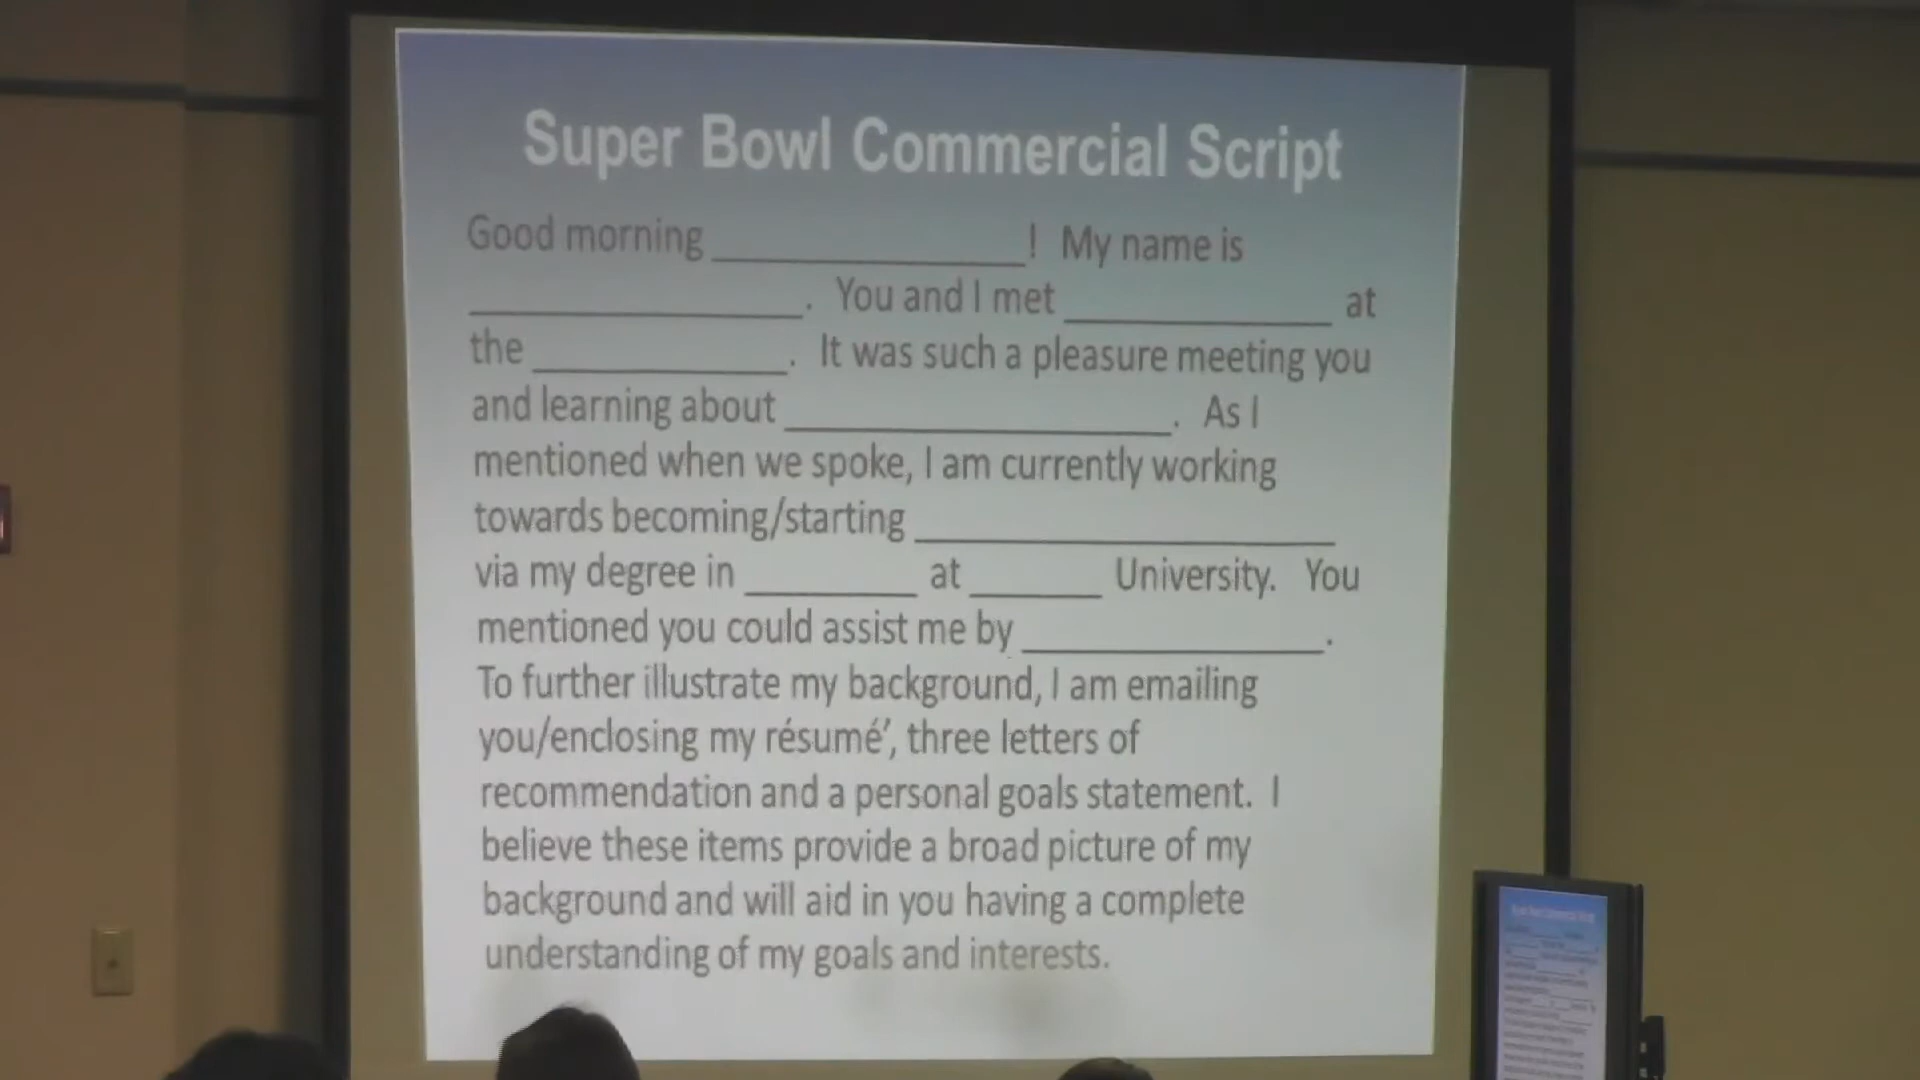 Super Bowl Commercial Script
Good morning _______________! My name is
________________. You and I met _____________ at
the ____________. It was such a pleasure meeting you
and learning about __________________. As I
mentioned when we spoke, I am currently working
towards becoming/starting ____________________
via my degree in ________ at ______ University. You
mentioned you could assist me by ______________.
To further illustrate my background, I am emailing
you/enclosing my résumé’, three letters of
recommendation and a personal goals statement. I
believe these items provide a broad picture of my
background and will aid in you having a complete
understanding of my goals and interests.